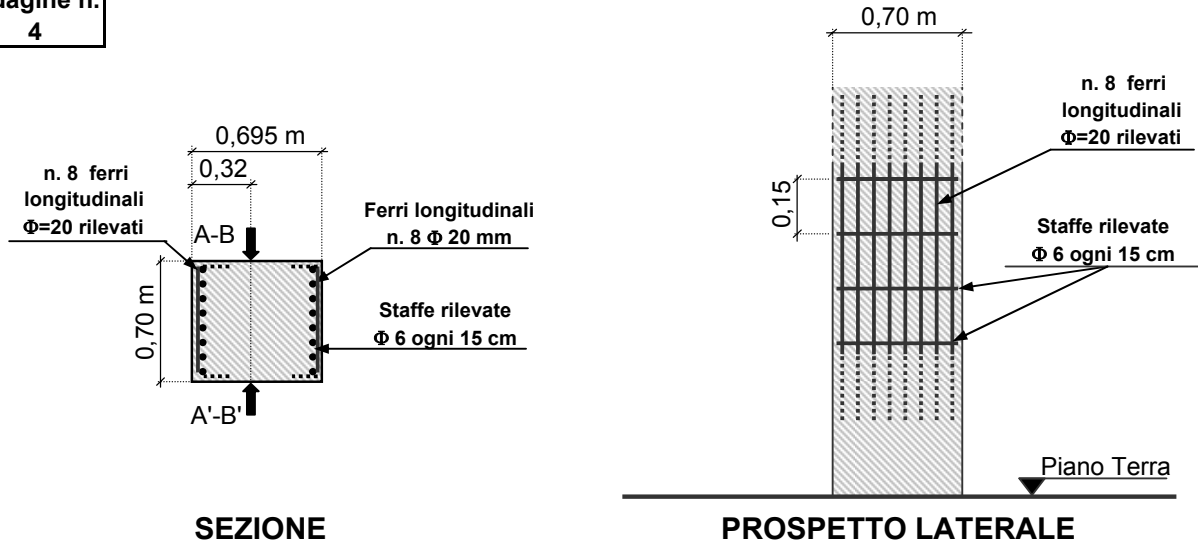 n.
4
0,695 m
0,32
n. 8 ferri
longitudinali
Φ=20 rilevati
A-B
Ferri longitudinali
n. 8 Φ 20 mm
0,70 m
Staffe rilevate
Φ 6 ogni 15 cm
A'-B'
SEZIONE
0,70 m
n. 8 ferri
longitudinali
Φ=20 rilevati
0,15
Staffe rilevate
Φ 6 ogni 15 cm
Piano Terra
PROSPETTO LATERALE